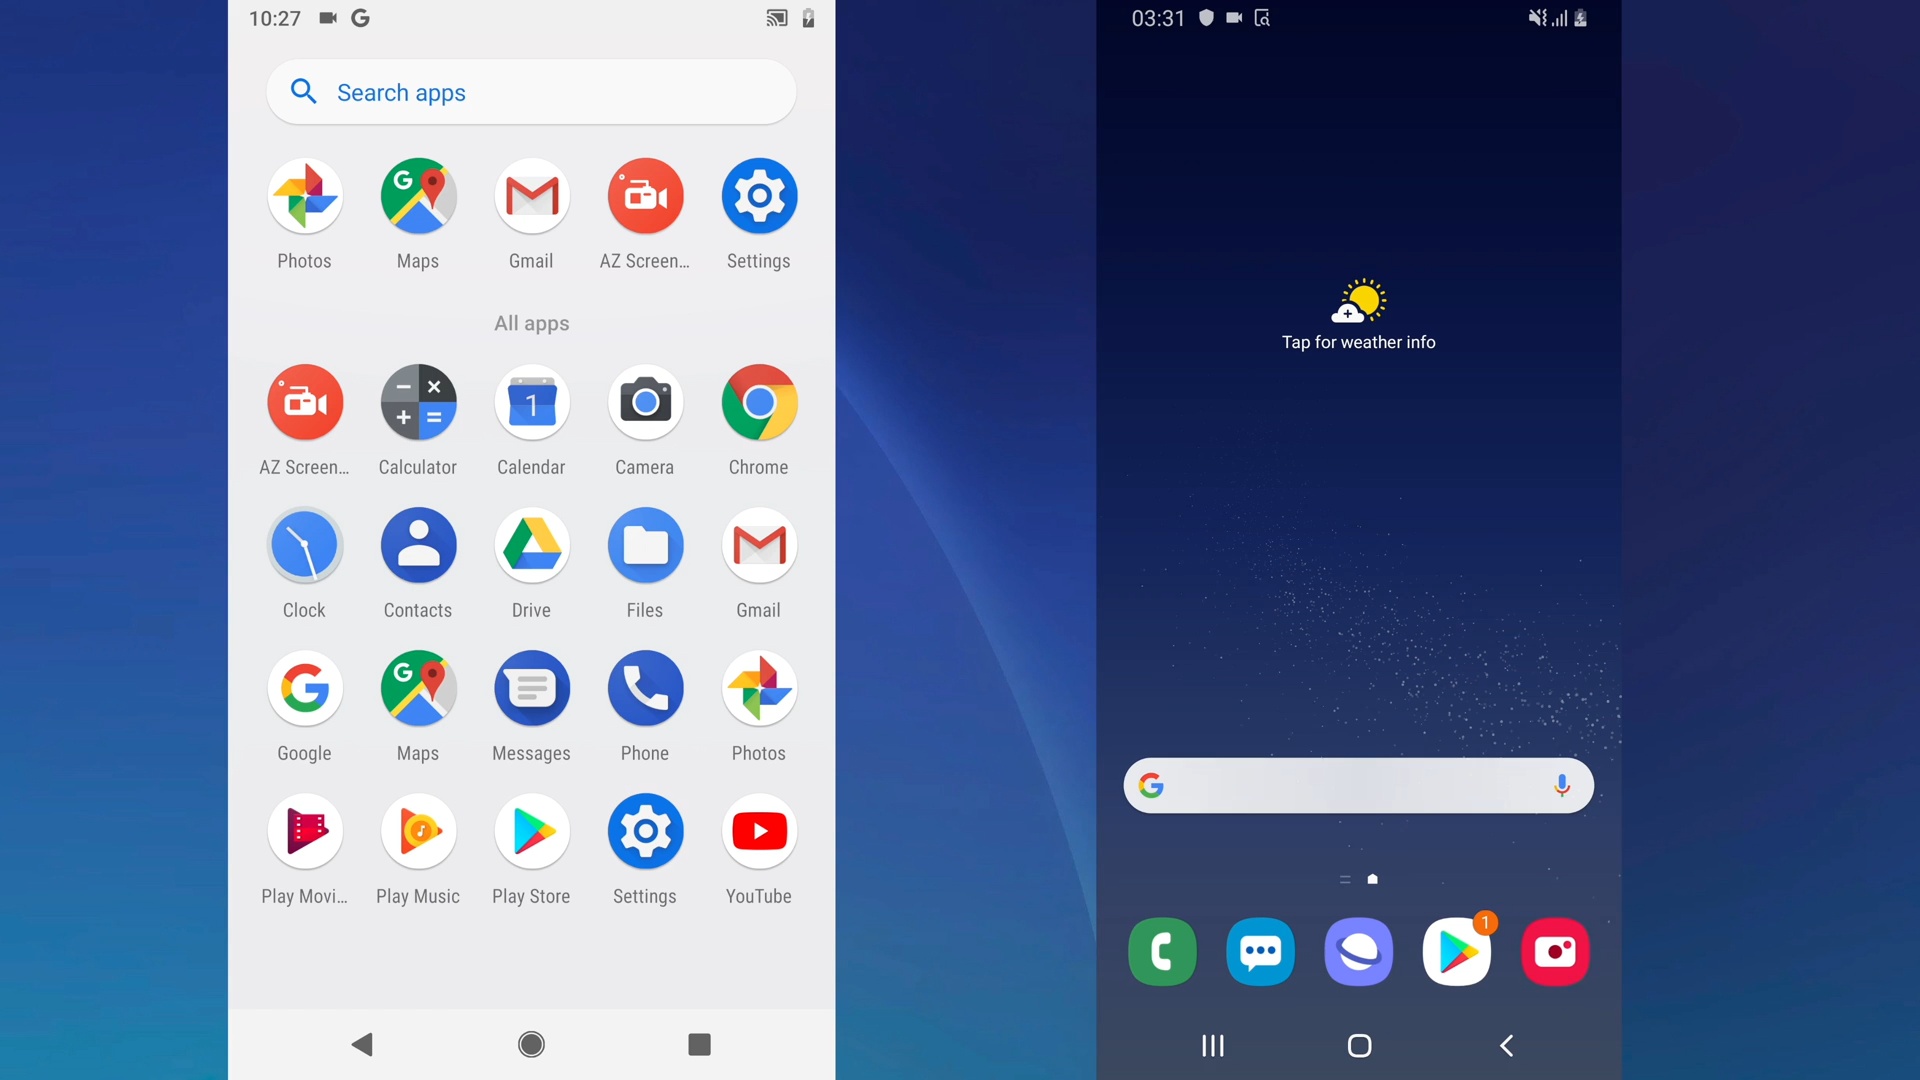 10:27
Search apps
Photos Maps Gmail AZ Screen... Settings
All apps
AZ Screen... Calculator Calendar Camera Chrome
Clock Contacts Drive Files Gmail
Google Maps Messages Phone Photos
Play Movi... Play Music Play Store Settings YouTube
03:31
Tap for weather info
1